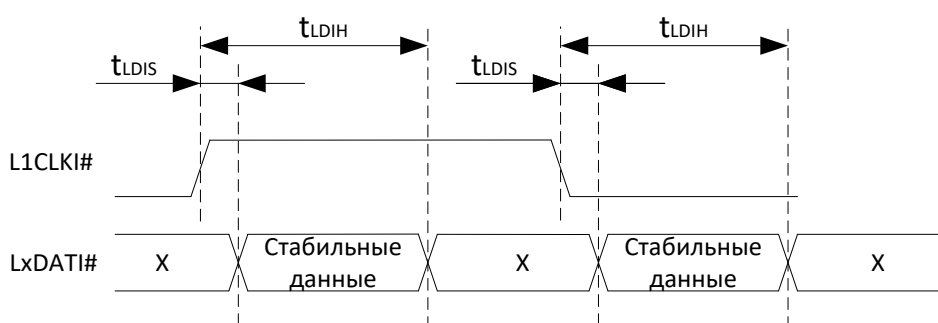 tLDIH tLDIH
tLDIS tLDIS
L1CLKI#
LxDATI# X Стабильные данные X Стабильные данные X